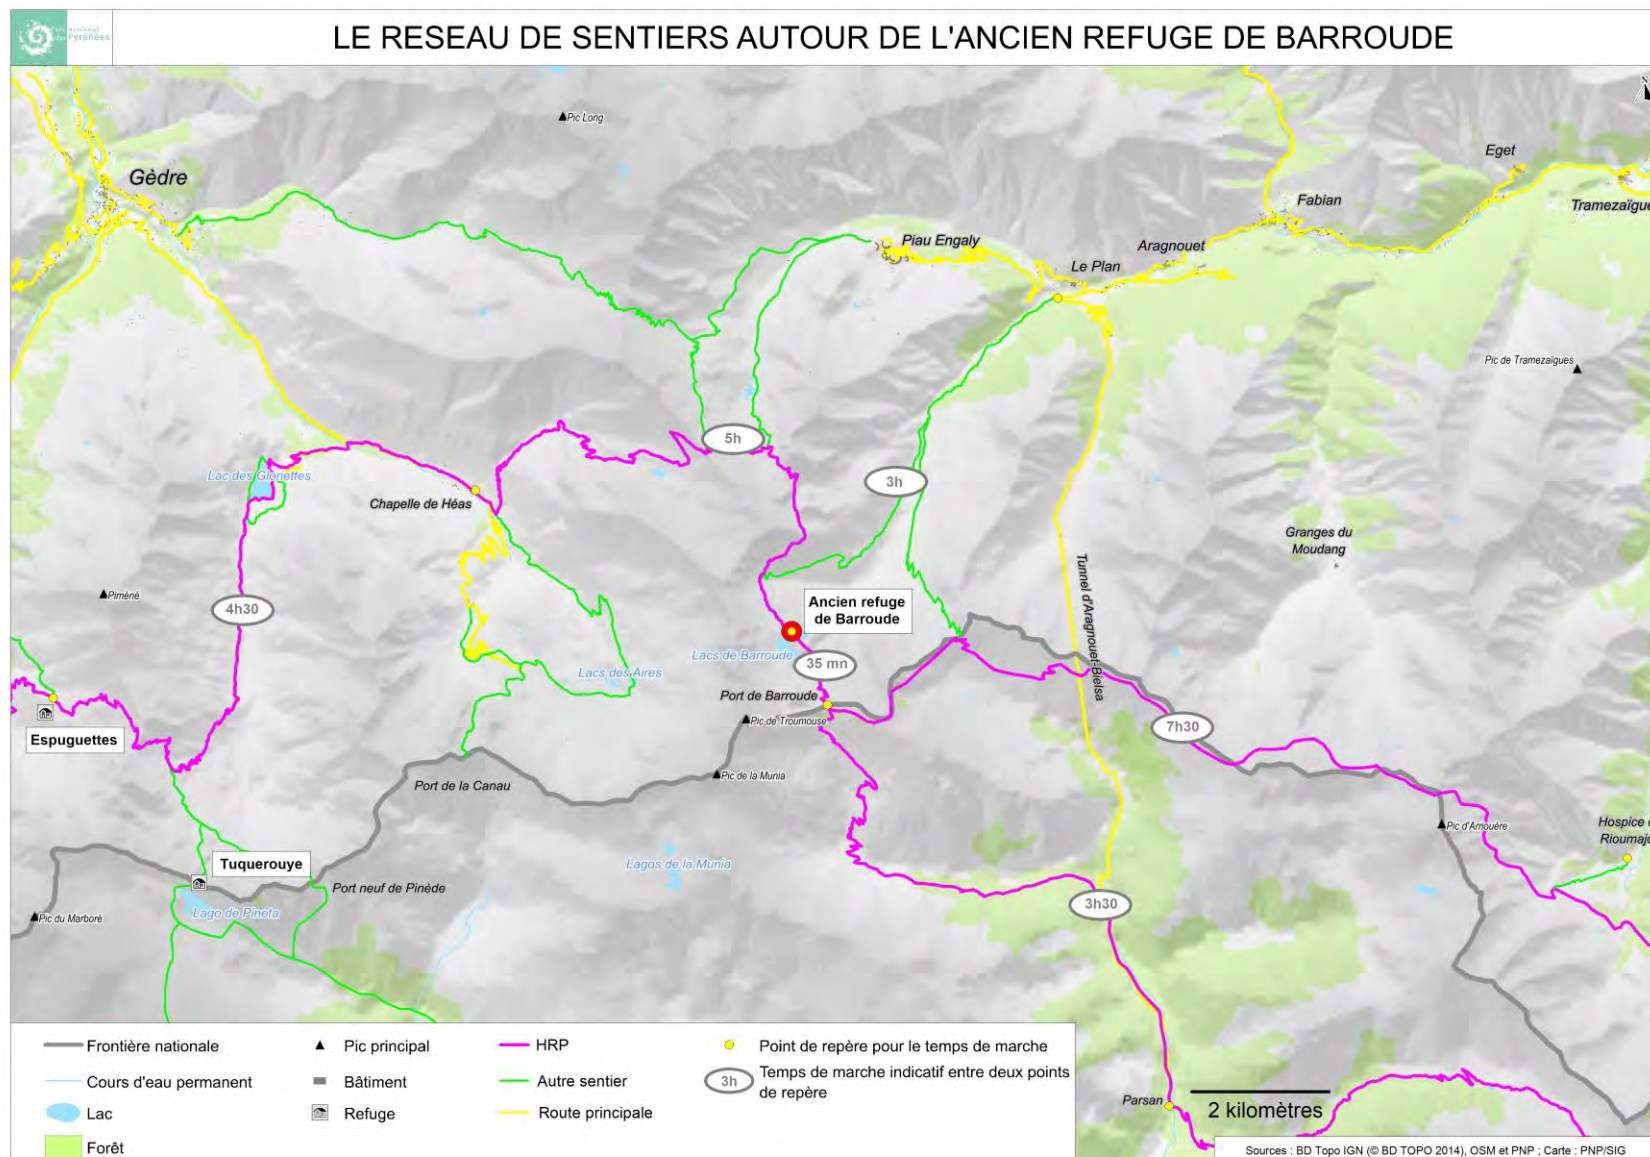 Parc national
des Pyrénées
LE RESEAU DE SENTIERS AUTOUR DE L'ANCIEN REFUGE DE BARROUDE
N
Pic Long
Gèdre
Eget
Fabian
Tramezaïgue
Piau Engaly
Aragnouet
Le Plan
Pic de Tramezaïgues
5h
Lac des Gloriettes
3h
Chapelle de Héas
Granges du
Moudang
Tunnel d'Aragnouet-Bielsa
Piméné
4h30
Ancien refuge
de Barroude
Lacs de Barroude
35 mn
Lacs des Aires
Port de Barroude
Pic de Troumouse
7h30
Espuguettes
Pic de la Munia
Port de la Canau
Pic d'Arnouère
Hospice
Rioumajo
Tuquerouye
Lagos de la Munia
Port neuf de Pinède
Lago de Pineta
Pic du Marboré
3h30
Frontière nationale
Pic principal
HRP
Point de repère pour le temps de marche
Cours d'eau permanent
Bâtiment
Autre sentier
3h
Temps de marche indicatif entre deux points
de repère
Lac
Refuge
Route principale
Forêt
Parsan
2 kilomètres
Sources : BD Topo IGN (© BD TOPO 2014), OSM et PNP ; Carte : PNP/SIG